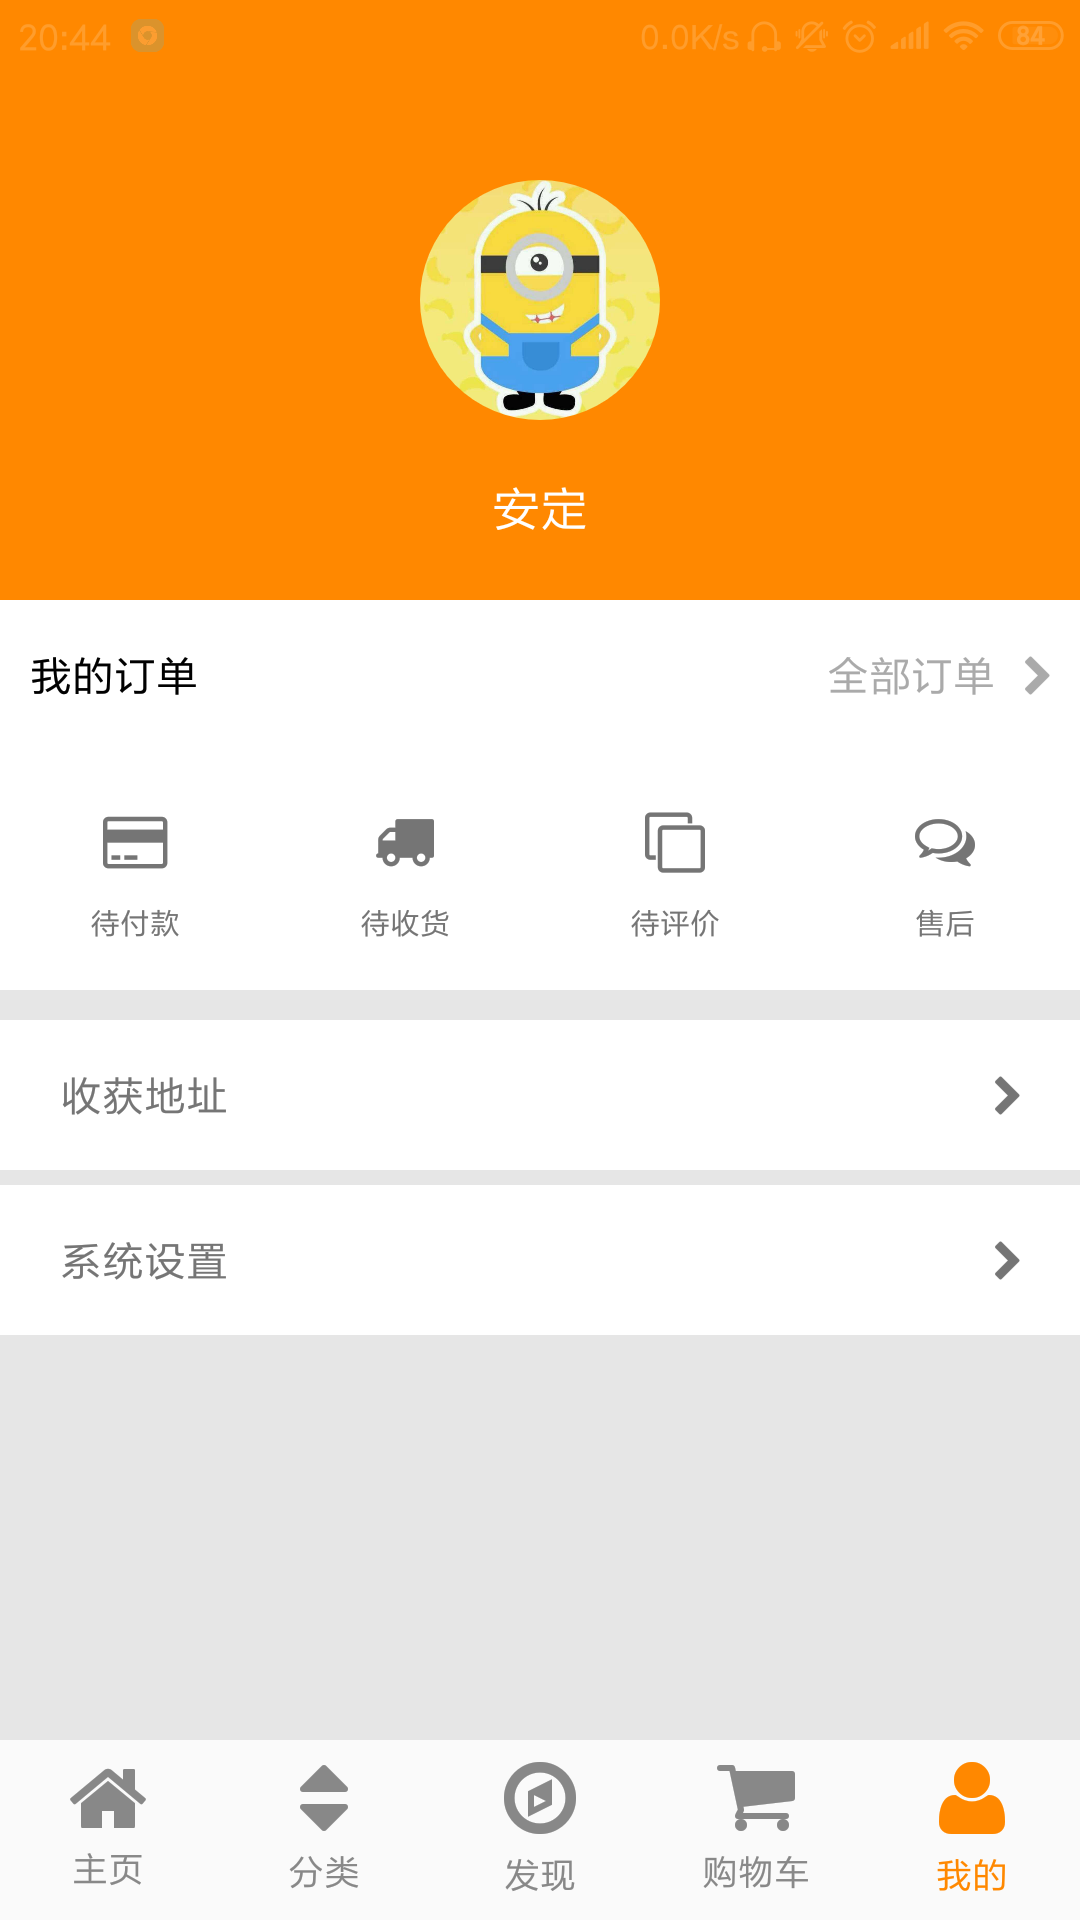 20:44 0.0K/s 84
安定
我的订单 全部订单
待付款 待收货 待评价 售后
收获地址
系统设置
主页 分类 发现 购物车 我的